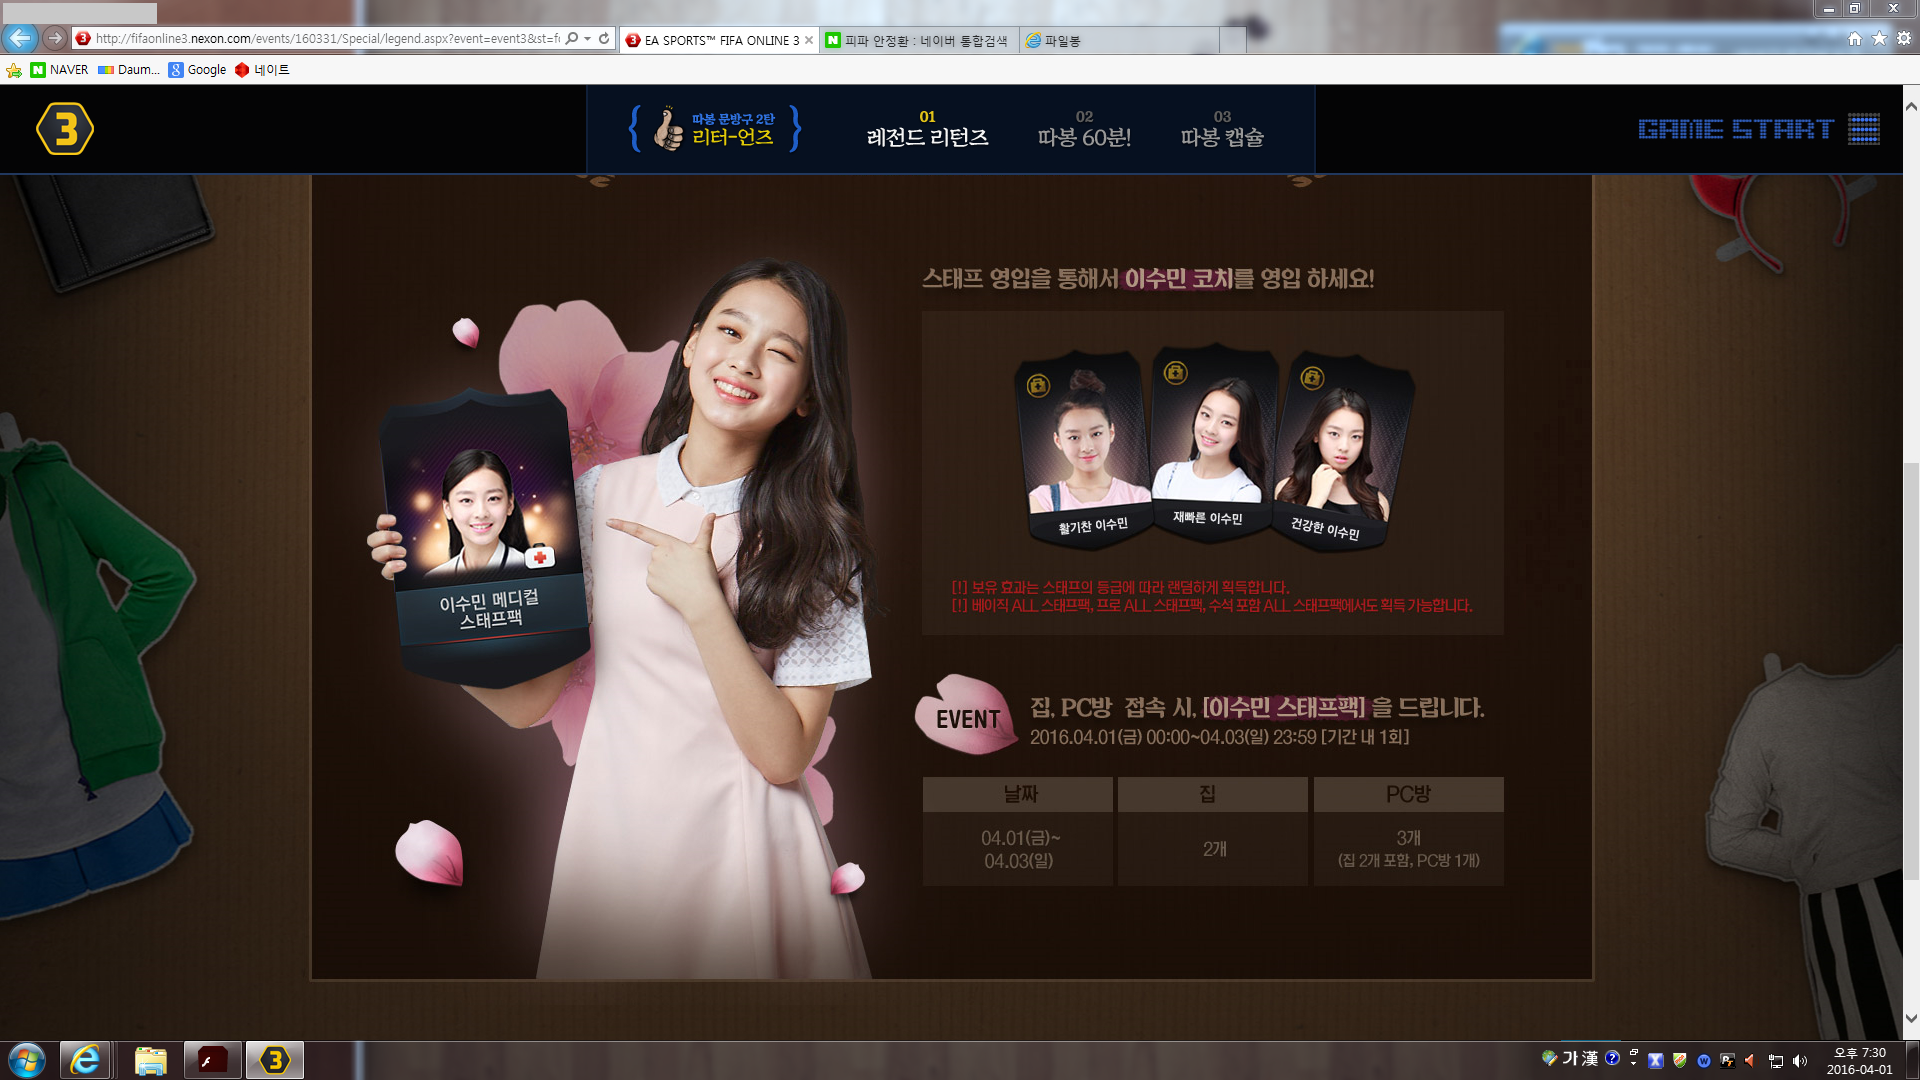 http://fifaonline3.nexon.com/events/160331/Special/legend.aspx?event=event3&st=f
EA SPORTS™ FIFA ONLINE 3
피파 안정환 : 네이버 통합검색
파일봉
NAVER
Daum...
Google
네이트
3
따봉 문방구 2탄
리터-언즈
01
레전드 리턴즈
02
따봉 60분!
03
따봉 캡슐
GAME START
스태프 영입을 통해서 이수민 코치를 영입 하세요!
활기찬 이수민
재빠른 이수민
건강한 이수민
[!] 보유 효과는 스태프의 등급에 따라 랜덤하게 획득합니다.
[!] 베이직 ALL 스태프팩, 프로 ALL 스태프팩, 수석 포함 ALL 스태프팩에서도 획득 가능합니다.
이수민 메디컬
스태프팩
EVENT
집, PC방 접속 시, [이수민 스태프팩] 을 드립니다.
2016.04.01(금) 00:00~04.03(일) 23:59 [기간 내 1회]
날짜
집
PC방
04.01(금)~
04.03(일)
2개
3개
(집 2개 포함, PC방 1개)
3
가 漢
오후 7:30
2016-04-01